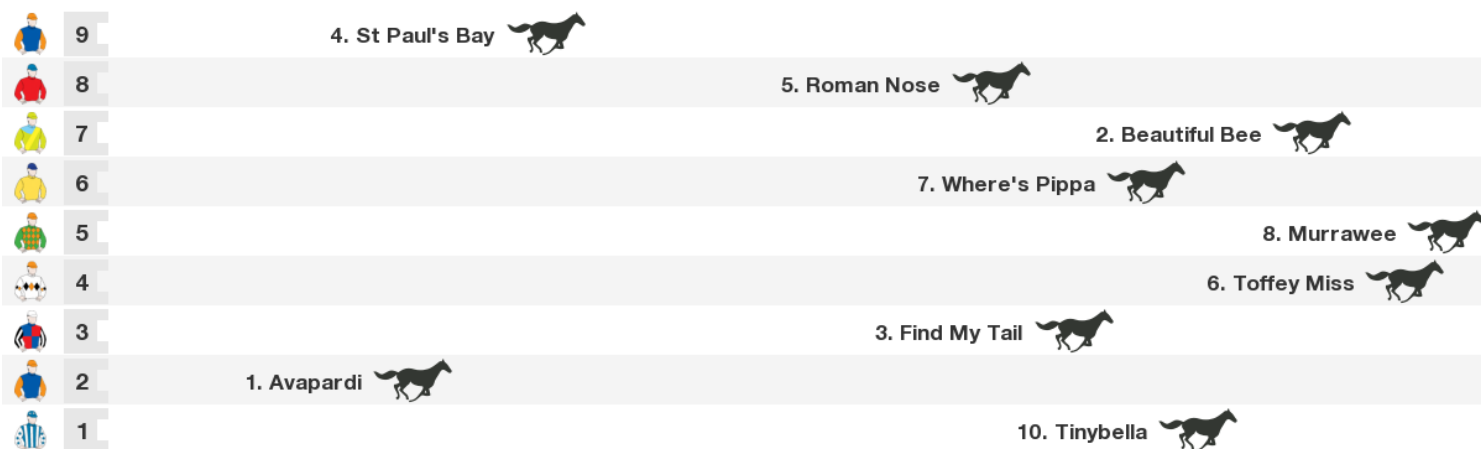 9 4. St Paul's Bay
8 5. Roman Nose
7 2. Beautiful Bee
6 7. Where's Pippa
5 8. Murrawee
4 6. Toffey Miss
3 3. Find My Tail
2 1. Avapardi
1 10. Tinybella